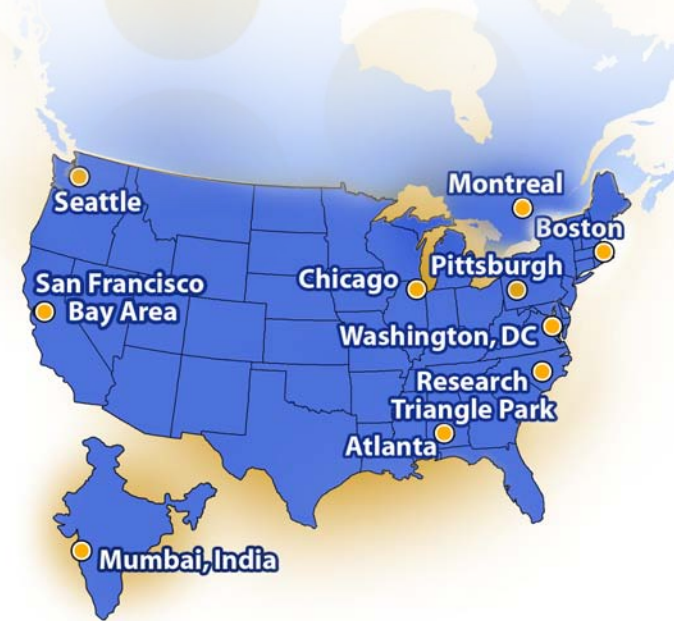 Seattle
Montreal
Boston
San Francisco
Bay Area
Chicago
Pittsburgh
Washington, DC
Research
Triangle Park
Atlanta
Mumbai, India